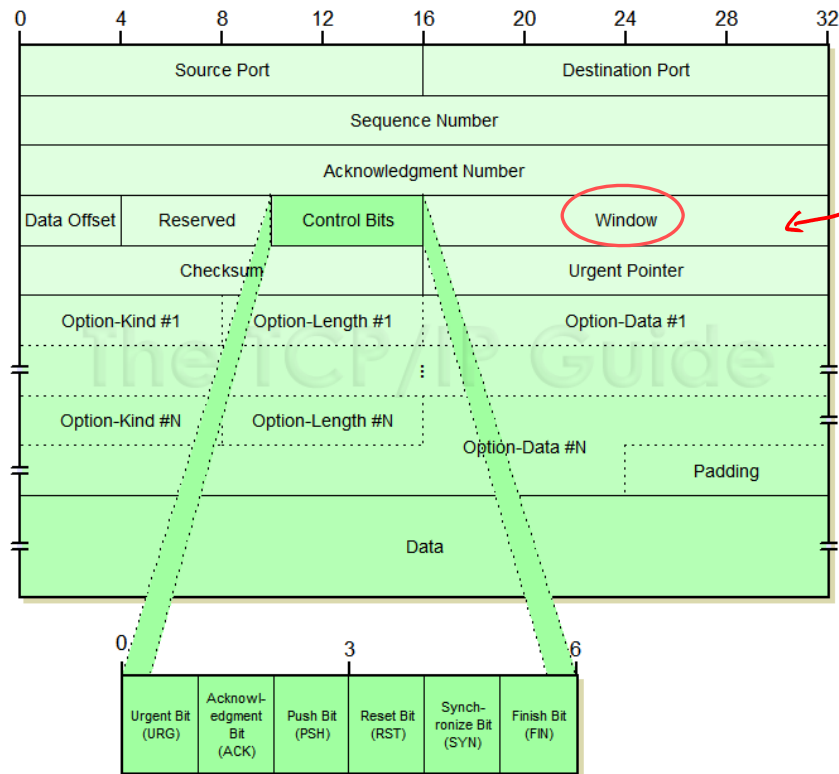 0 4 8 12 16 20 24 28 32
Source Port Destination Port
Sequence Number
Acknowledgment Number
Data Offset Reserved Control Bits Window
Checksum Urgent Pointer
Option-Kind #1 Option-Length #1 Option-Data #1
The TCP/IP Guide
...
Option-Kind #N Option-Length #N
Option-Data #N
Padding
Data
0 3 6
Urgent Bit
(URG)
Acknowl-
edgment
Bit
(ACK)
Push Bit
(PSH)
Reset Bit
(RST)
Synch-
ronize Bit
(SYN)
Finish Bit
(FIN)